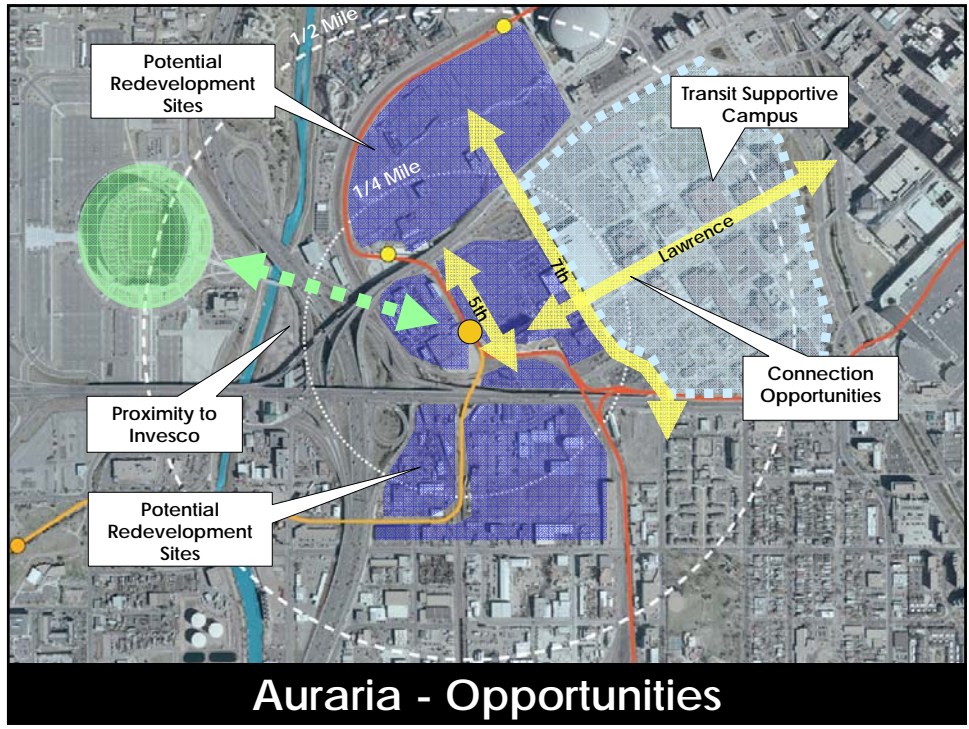 1/2 Mile
Potential
Redevelopment
Sites
Transit Supportive
Campus
1/4 Mile
Lawrence
7th
5th
Connection
Opportunities
Proximity to
Invesco
Potential
Redevelopment
Sites
Auraria - Opportunities